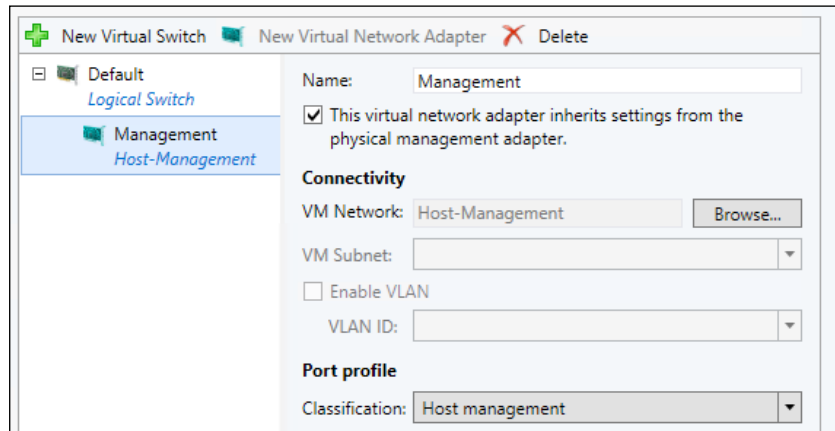 New Virtual Switch New Virtual Network Adapter Delete
Default
Logical Switch
Management
Host-Management
Name: Management
This virtual network adapter inherits settings from the
physical management adapter.
Connectivity
VM Network: Host-Management Browse...
VM Subnet:
Enable VLAN
VLAN ID:
Port profile
Classification: Host management